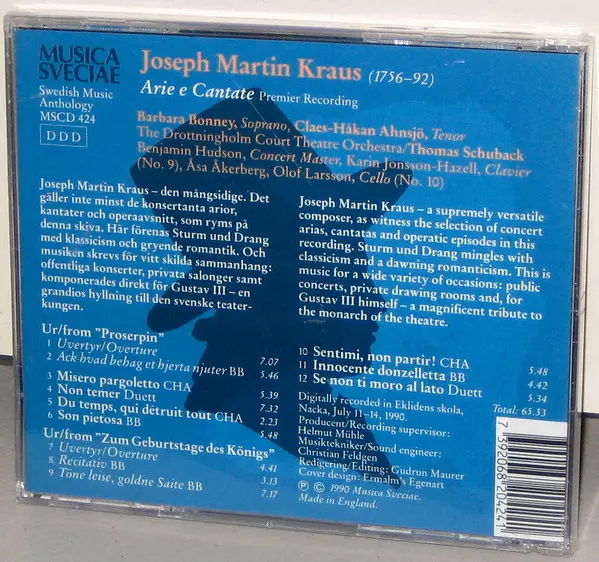 MUSICA
SVECIAE
Swedish Music
Anthology
MSCD 424
DDD
Joseph Martin Kraus (1756–92)
Arie e Cantate Premier Recording
Barbara Bonney, Soprano, Claes-Håkan Ahnsjö, Tenor
The Drottningholm Court Theatre Orchestra/Thomas Schuback
Benjamin Hudson, Concert Master, Karin Jonsson-Hazell, Clavier
(No. 9), Åsa Åkerberg, Olof Larsson, Cello (No. 10)
Joseph Martin Kraus – den mångsidige. Det
gäller inte minst de konsertanta arior,
kantater och operaavsnitt, som ryms på
denna skiva. Här förenas Sturm und Drang
med klassicism och gryende romantik. Och
musiken skrevs för vitt skilda sammanhang:
offentliga konserter, privata salonger samt
komponerades direkt för Gustav III – en
grandios hyllning till den svenske teater-
kungen.
Joseph Martin Kraus – a supremely versatile
composer, as witness the selection of concert
arias, cantatas and operatic episodes in this
recording. Sturm und Drang mingles with
classicism and a dawning romanticism. This is
music for a wide variety of occasions: public
concerts, private drawing rooms and, for
Gustav III himself – a magnificent tribute to
the monarch of the theatre.
Ur/from "Proserpin"
1 Uvertyr/Overture 7.07
2 Ack hvad behag et hjerta njuter BB 5.46
3 Misero pargoletto CHA 5.39
4 Non temer Duett 7.32
5 Du temps, qui détruit tout CHA 2.23
6 Son pietosa BB 5.48
Ur/from "Zum Geburtstage des Königs"
7 Uvertyr/Overture 4.41
8 Recitativ BB 3.13
9 Töne leise, goldne Saite BB 7.17
10 Sentimi, non partir! CHA 5.48
11 Innocente donzelletta BB 4.42
12 Se non ti moro al lato Duett 5.34
Total: 65.53
Digitally recorded in Eklidens skola,
Nacka, July 11–14, 1990.
Producent/Recording supervisor:
Helmut Mühle
Musiktekniker/Sound engineer:
Christian Feldgen
Redigering/Editing: Gudrun Maurer
Cover design: Ermalm's Egenart
Ⓟ © 1990 Musica Sveciae.
Made in England.